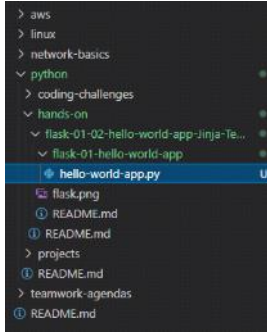 > aws
> linux
> network-basics
python
> coding-challenges
hands-on
flask-01-02-hello-world-app-Jinja-Te...
flask-01-hello-world-app
hello-world-app.py U
flask.png
README.md
README.md
> projects
README.md
> teamwork-agendas
README.md